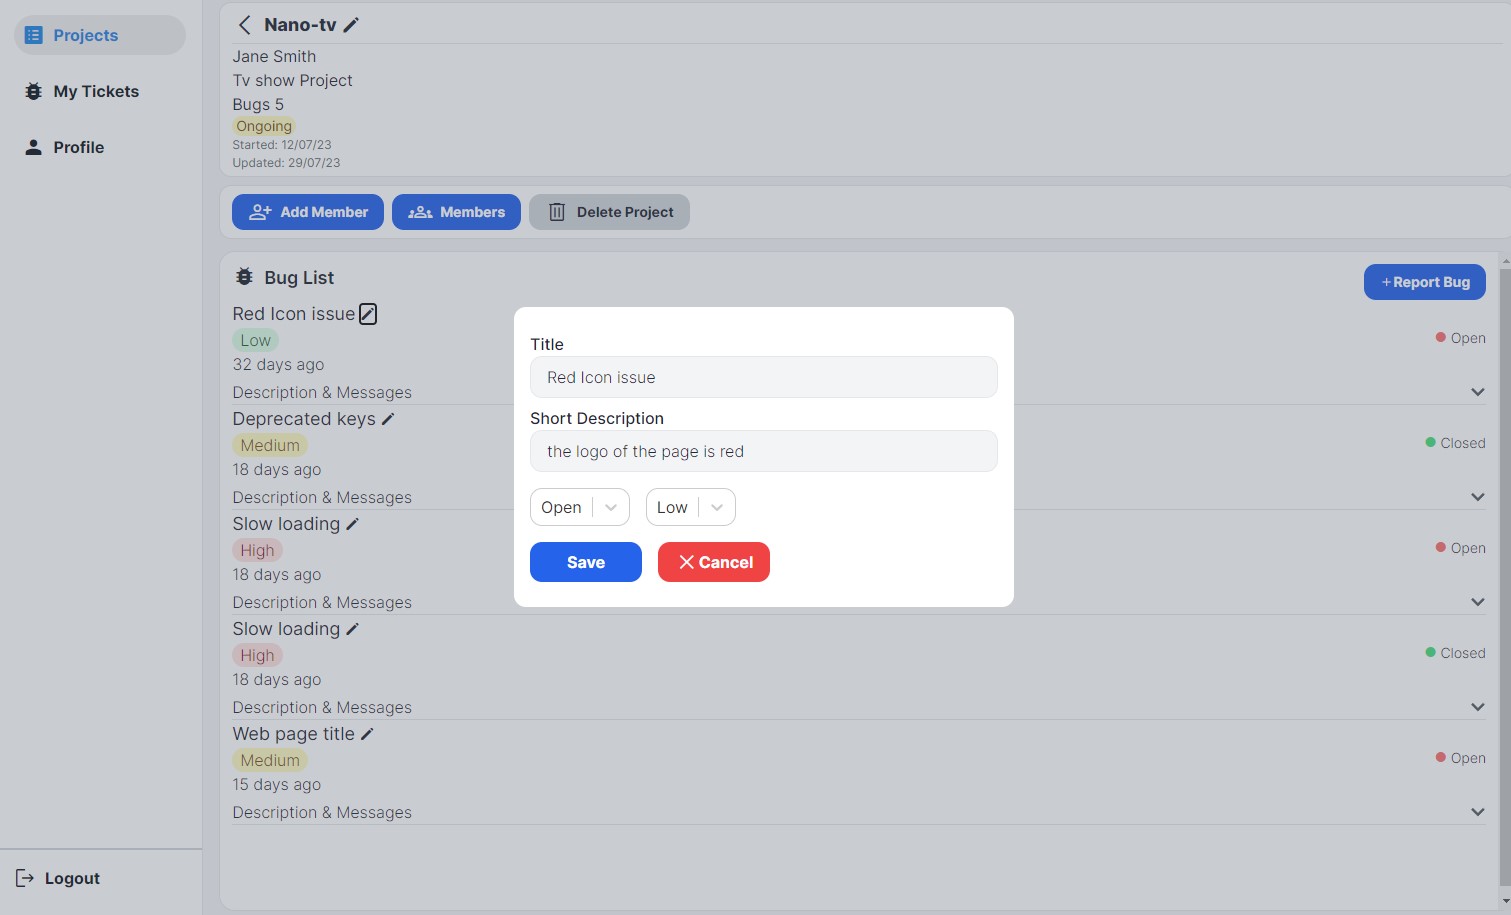 Projects
My Tickets
Profile
Logout
Nano-tv
Jane Smith
Tv show Project
Bugs 5
Ongoing
Started: 12/07/23
Updated: 29/07/23
Add Member
Members
Delete Project
Bug List
+ Report Bug
Red Icon issue
Low
Open
32 days ago
Description & Messages
Deprecated keys
Medium
Closed
18 days ago
Description & Messages
Slow loading
High
Open
18 days ago
Description & Messages
Slow loading
High
Closed
18 days ago
Description & Messages
Web page title
Medium
Open
15 days ago
Description & Messages
Title
Red Icon issue
Short Description
the logo of the page is red
Open
Low
Save
Cancel